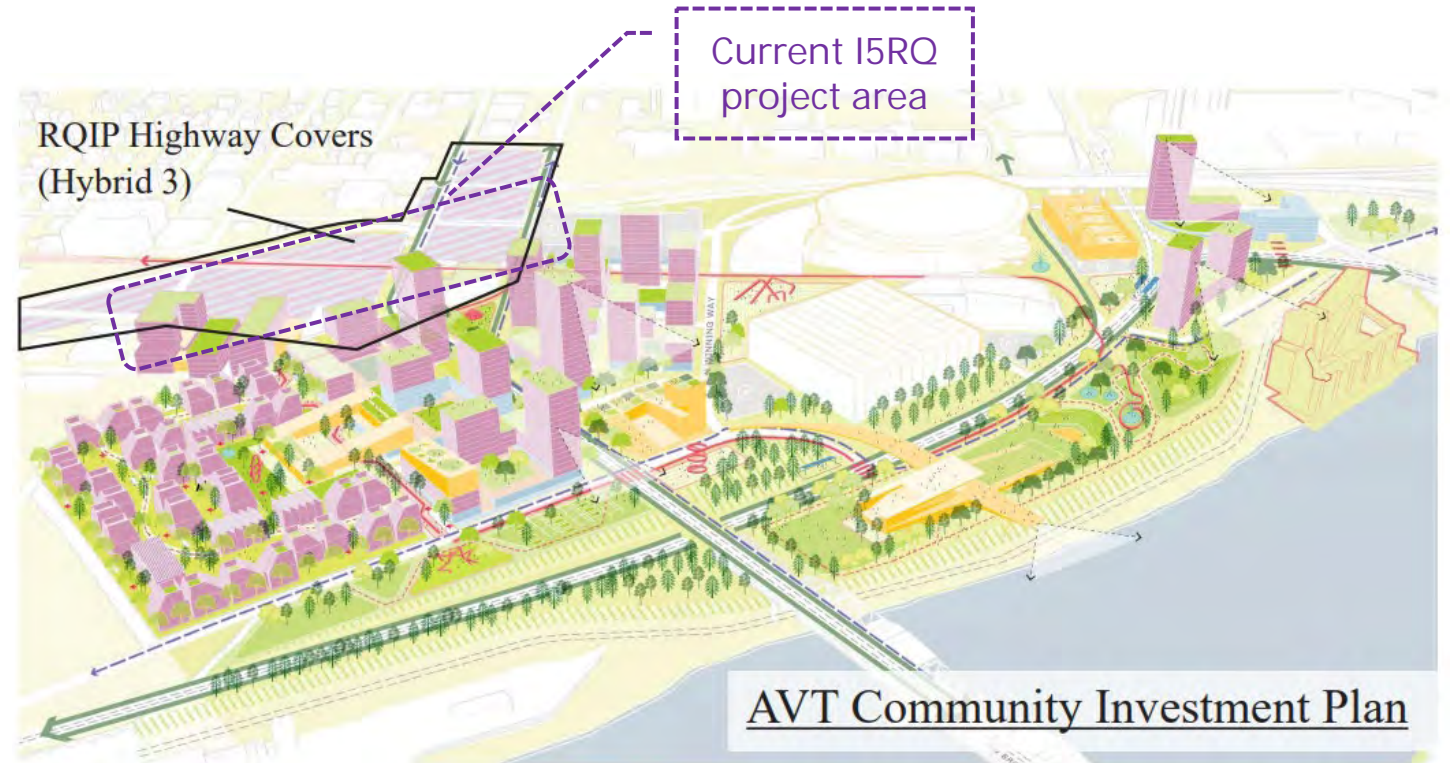 Current I5RQ
project area
RQIP Highway Covers
(Hybrid 3)
WINNING WAY
AVT Community Investment Plan